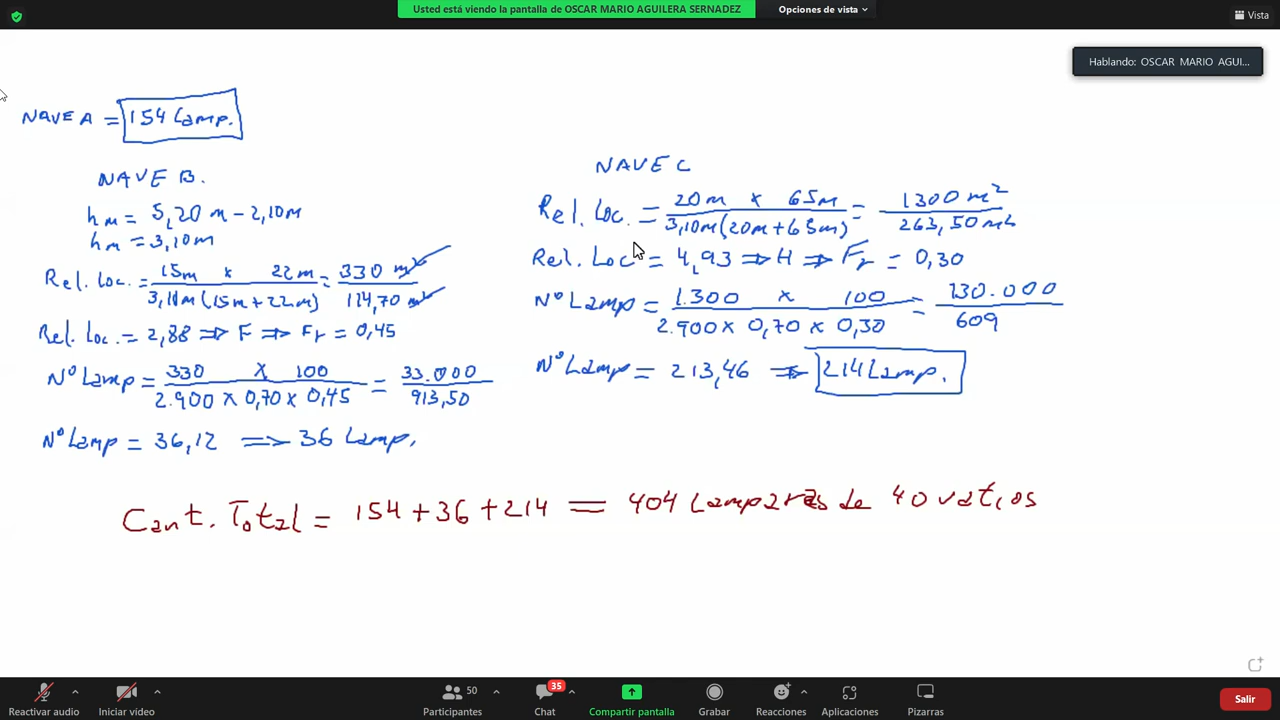 Usted está viendo la pantalla de OSCAR MARIO AGUILERA SERNADEZ
Opciones de vista
Vista
Hablando: OSCAR MARIO AGUI...
NAVE A = 154 Lamp.
NAVE B.
hm = 5,20 m - 2,10m
hm = 3,10m
Rel. Loc. = 15m x 22m / 3,10m(15m+22m) = 330 m² / 114,70 m²
Rel. Loc. = 2,88 => F => Fr = 0,45
Nº Lamp = 330 x 100 / 2.900 x 0,70 x 0,45 = 33.000 / 913,50
Nº Lamp = 36,12 => 36 Lamp.
NAVE C
Rel. Loc. = 20m x 65m / 3,10m(20m+65m) = 1300 m² / 263,50 m²
Rel. Loc = 4,93 => H => Fr = 0,30
Nº Lamp = 1.300 x 100 / 2.900 x 0,70 x 0,30 = 130.000 / 609
Nº Lamp = 213,46 => 214 Lamp.
Cant. Total = 154 + 36 + 214 = 404 Lamparas de 40 vatios
Reactivar audio
Iniciar video
50
Participantes
35
Chat
Compartir pantalla
Grabar
Reacciones
Aplicaciones
Pizarras
Salir